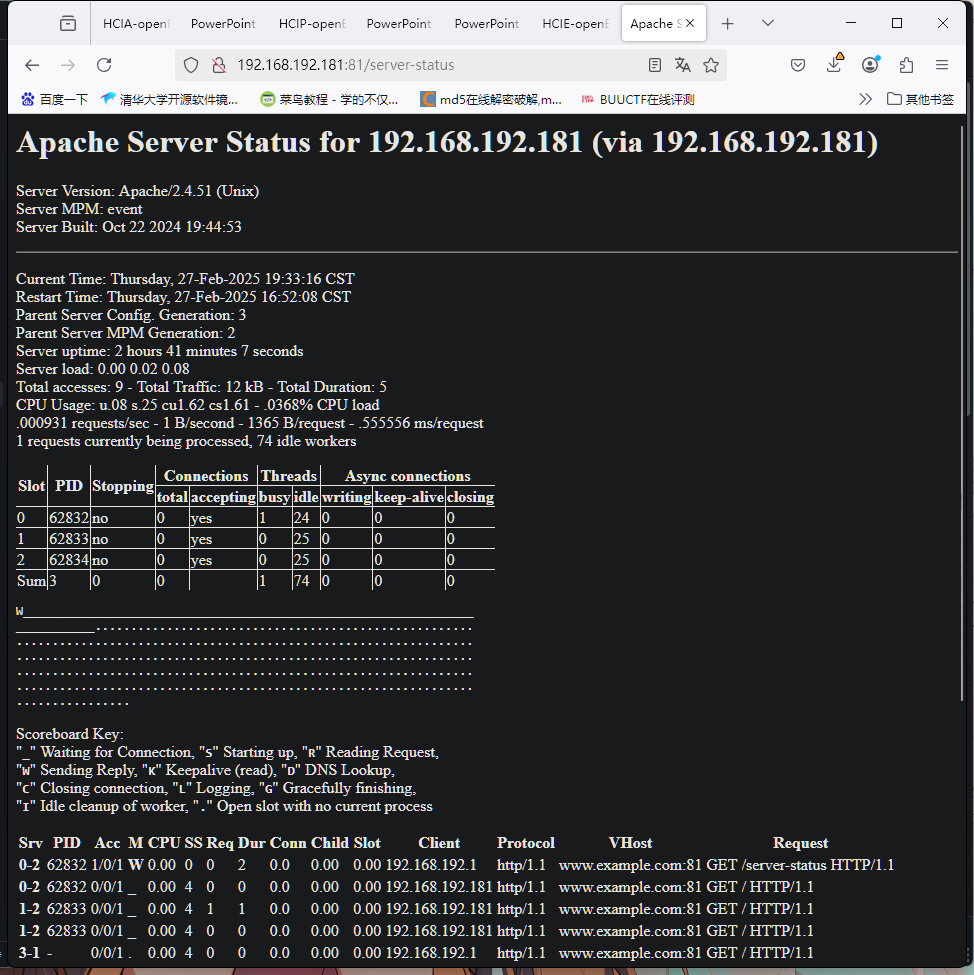 HCIA-open
PowerPoint
HCIP-openE
PowerPoint
PowerPoint
HCIE-openE
Apache S
192.168.192.181:81/server-status
百度一下
清华大学开源软件镜...
菜鸟教程 - 学的不仅...
md5在线解密破解,m...
BUUCTF在线评测
其他书签
Apache Server Status for 192.168.192.181 (via 192.168.192.181)
Server Version: Apache/2.4.51 (Unix)
Server MPM: event
Server Built: Oct 22 2024 19:44:53
Current Time: Thursday, 27-Feb-2025 19:33:16 CST
Restart Time: Thursday, 27-Feb-2025 16:52:08 CST
Parent Server Config. Generation: 3
Parent Server MPM Generation: 2
Server uptime: 2 hours 41 minutes 7 seconds
Server load: 0.00 0.02 0.08
Total accesses: 9 - Total Traffic: 12 kB - Total Duration: 5
CPU Usage: u.08 s.25 cu1.62 cs1.61 - .0368% CPU load
.000931 requests/sec - 1 B/second - 1365 B/request - .555556 ms/request
1 requests currently being processed, 74 idle workers
Slot PID Stopping Connections Threads Async connections
total accepting busy idle writing keep-alive closing
0 62832 no 0 yes 1 24 0 0 0
1 62833 no 0 yes 0 25 0 0 0
2 62834 no 0 yes 0 25 0 0 0
Sum 3 0 0 1 74 0 0 0
W_______________________________________________________________
___________.....................................................
................................................................
................................................................
................................................................
................................................................
................
Scoreboard Key:
"_" Waiting for Connection, "S" Starting up, "R" Reading Request,
"W" Sending Reply, "K" Keepalive (read), "D" DNS Lookup,
"C" Closing connection, "L" Logging, "G" Gracefully finishing,
"I" Idle cleanup of worker, "." Open slot with no current process
Srv PID Acc M CPU SS Req Dur Conn Child Slot Client Protocol VHost Request
0-2 62832 1/0/1 W 0.00 0 0 2 0.0 0.00 0.00 192.168.192.1 http/1.1 www.example.com:81 GET /server-status HTTP/1.1
0-2 62832 0/0/1 _ 0.00 4 0 0 0.0 0.00 0.00 192.168.192.181 http/1.1 www.example.com:81 GET / HTTP/1.1
1-2 62833 0/0/1 _ 0.00 4 1 1 0.0 0.00 0.00 192.168.192.181 http/1.1 www.example.com:81 GET / HTTP/1.1
1-2 62833 0/0/1 _ 0.00 4 0 0 0.0 0.00 0.00 192.168.192.181 http/1.1 www.example.com:81 GET / HTTP/1.1
3-1 - 0/0/1 . 0.00 4 0 0 0.0 0.00 0.00 192.168.192.1 http/1.1 www.example.com:81 GET / HTTP/1.1